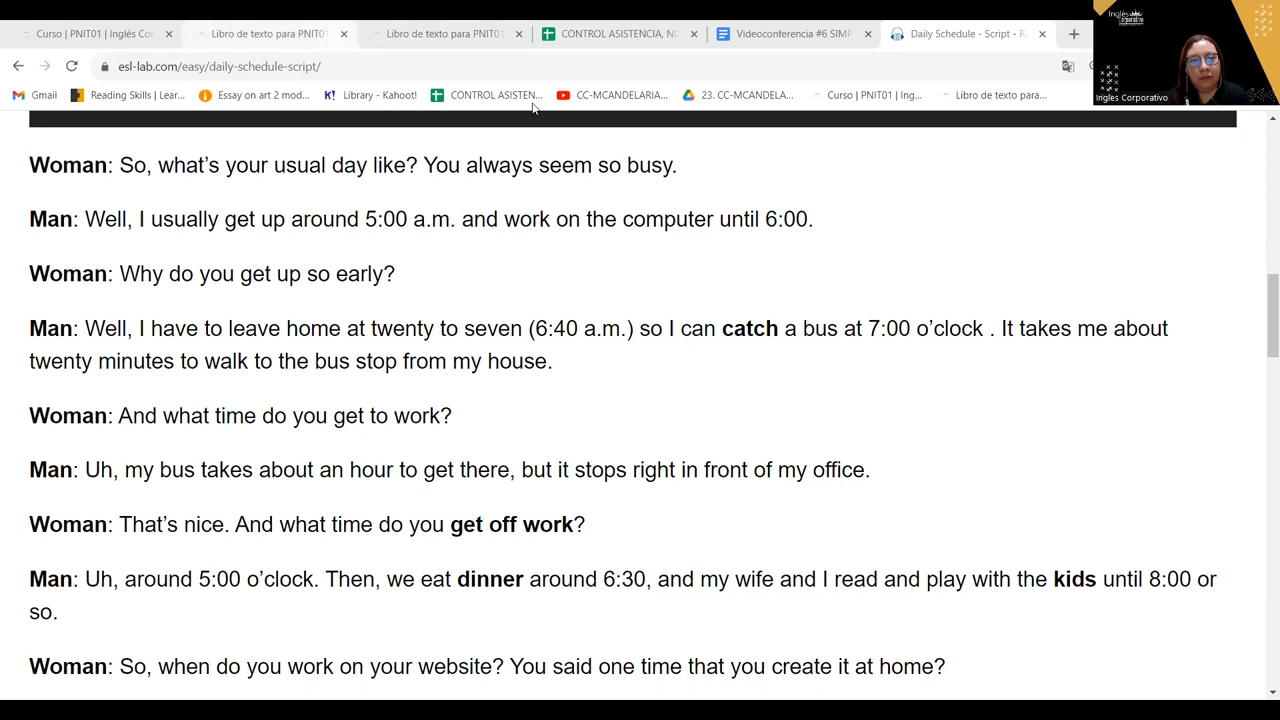 Curso | PNIT01 | Inglés Co
Libro de texto para PNIT01
Libro de texto para PNIT01
CONTROL ASISTENCIA, NO
Videoconferencia #6 SIMP
Daily Schedule - Script - R
esl-lab.com/easy/daily-schedule-script/
Gmail
Reading Skills | Lear...
Essay on art 2 mod...
Library - Kahoot!
CONTROL ASISTEN...
CC-MCANDELARIA...
23. CC-MCANDELA...
Curso | PNIT01 | Ing...
Libro de texto para...
Inglés
Corporativo
Ingles Corporativo
Woman: So, what's your usual day like? You always seem so busy.
Man: Well, I usually get up around 5:00 a.m. and work on the computer until 6:00.
Woman: Why do you get up so early?
Man: Well, I have to leave home at twenty to seven (6:40 a.m.) so I can catch a bus at 7:00 o'clock . It takes me about
twenty minutes to walk to the bus stop from my house.
Woman: And what time do you get to work?
Man: Uh, my bus takes about an hour to get there, but it stops right in front of my office.
Woman: That's nice. And what time do you get off work?
Man: Uh, around 5:00 o'clock. Then, we eat dinner around 6:30, and my wife and I read and play with the kids until 8:00 or
so.
Woman: So, when do you work on your website? You said one time that you create it at home?